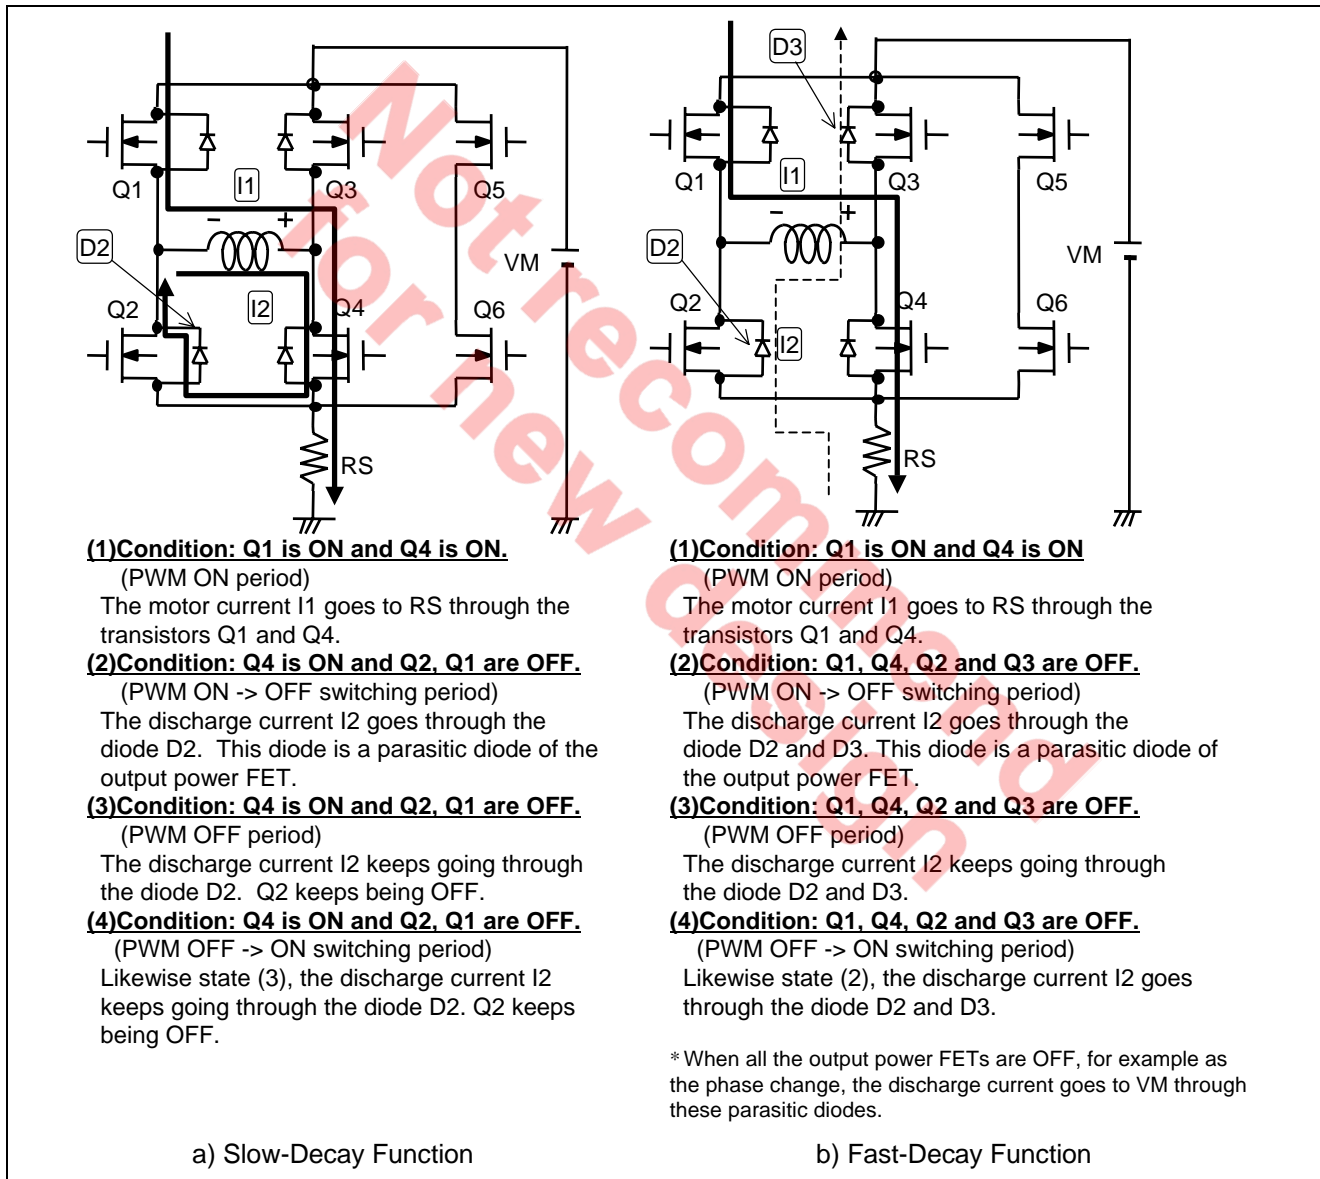 D3
Q1
I1
Q3
Q5
- +
D2
VM
Q2
I2
Q4
Q6
RS
(1)Condition: Q1 is ON and Q4 is ON.
(PWM ON period)
The motor current I1 goes to RS through the
transistors Q1 and Q4.
(2)Condition: Q4 is ON and Q2, Q1 are OFF.
(PWM ON -> OFF switching period)
The discharge current I2 goes through the
diode D2. This diode is a parasitic diode of the
output power FET.
(3)Condition: Q4 is ON and Q2, Q1 are OFF.
(PWM OFF period)
The discharge current I2 keeps going through
the diode D2. Q2 keeps being OFF.
(4)Condition: Q4 is ON and Q2, Q1 are OFF.
(PWM OFF -> ON switching period)
Likewise state (3), the discharge current I2
keeps going through the diode D2. Q2 keeps
being OFF.
a) Slow-Decay Function
Q1
I1
Q3
Q5
- +
D2
VM
Q2
I2
Q4
Q6
RS
(1)Condition: Q1 is ON and Q4 is ON
(PWM ON period)
The motor current I1 goes to RS through the
transistors Q1 and Q4.
(2)Condition: Q1, Q4, Q2 and Q3 are OFF.
(PWM ON -> OFF switching period)
The discharge current I2 goes through the
diode D2 and D3. This diode is a parasitic diode of
the output power FET.
(3)Condition: Q1, Q4, Q2 and Q3 are OFF.
(PWM OFF period)
The discharge current I2 keeps going through
the diode D2 and D3.
(4)Condition: Q1, Q4, Q2 and Q3 are OFF.
(PWM OFF -> ON switching period)
Likewise state (2), the discharge current I2 goes
through the diode D2 and D3.
* When all the output power FETs are OFF, for example as
the phase change, the discharge current goes to VM through
these parasitic diodes.
b) Fast-Decay Function
Not recommend
for new design